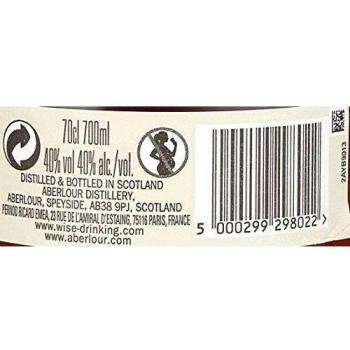 70cl 700ml
40% vol 40% alc./vol.
DISTILLED & BOTTLED IN SCOTLAND
ABERLOUR DISTILLERY,
ABERLOUR, SPEYSIDE, AB38 9PJ, SCOTLAND
PERNOD RICARD EMEA, 23 RUE DE L'AMIRAL D'ESTAING, 75116 PARIS, FRANCE
www.wise-drinking.com
www.aberlour.com
5 000299 298022 >
2AYB9013